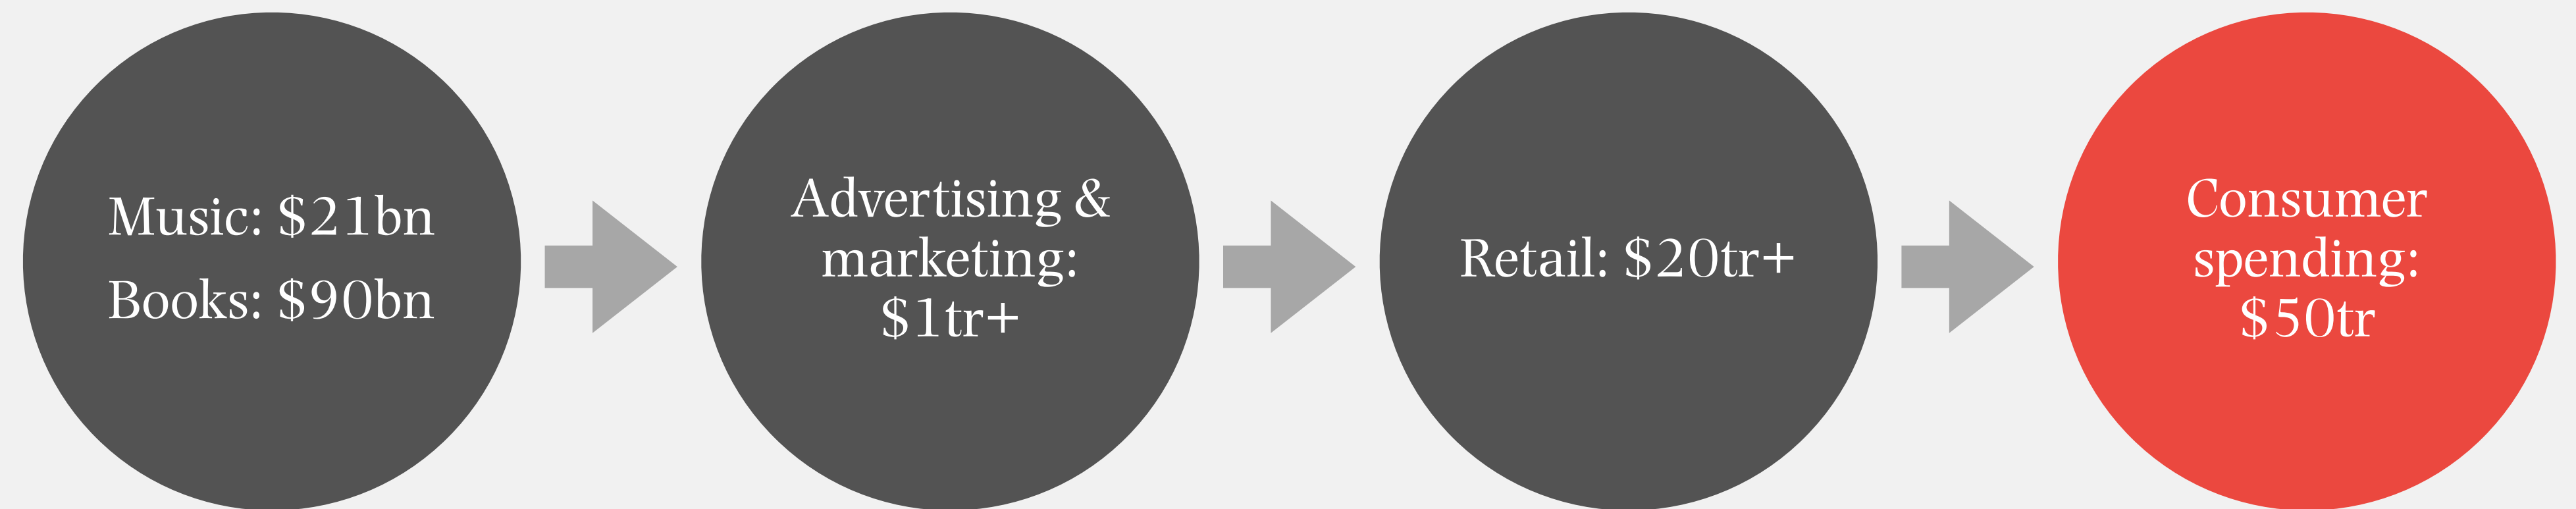 Music: $21bn
Books: $90bn
Advertising &
marketing:
$1tr+
Retail: $20tr+
Consumer
spending:
$50tr